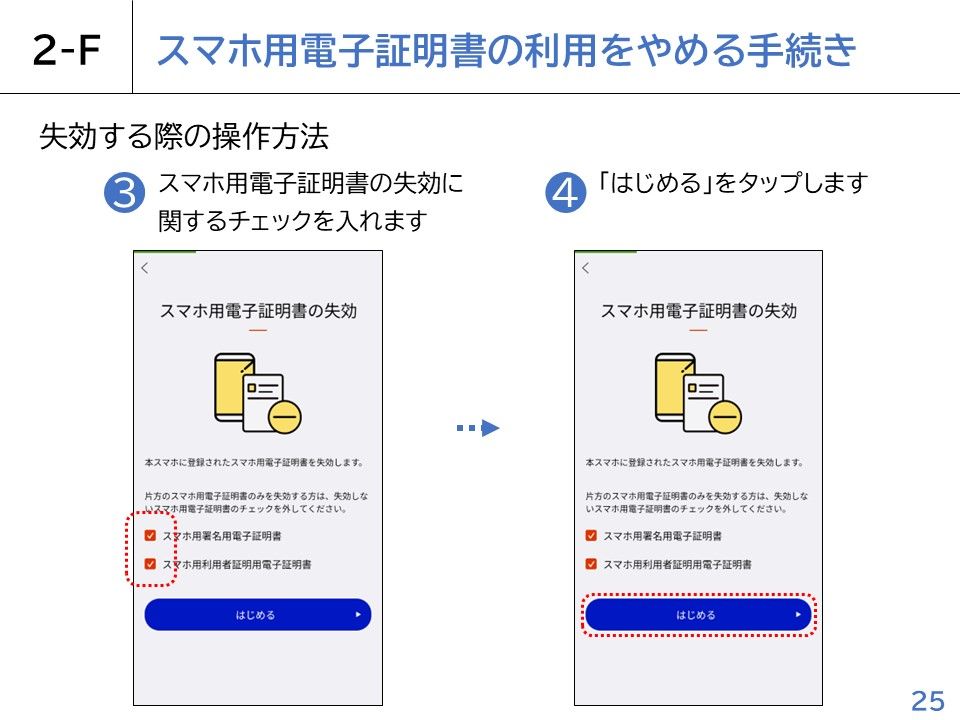 2-F
スマホ用電子証明書の利用をやめる手続き
失効する際の操作方法
3
スマホ用電子証明書の失効に
関するチェックを入れます
スマホ用電子証明書の失効
本スマホに登録されたスマホ用電子証明書を失効します。
片方のスマホ用電子証明書のみを失効する方は、失効しな
いスマホ用電子証明書のチェックを外してください。
スマホ用署名用電子証明書
スマホ用利用者証明用電子証明書
はじめる
4
「はじめる」をタップします
スマホ用電子証明書の失効
本スマホに登録されたスマホ用電子証明書を失効します。
片方のスマホ用電子証明書のみを失効する方は、失効しな
いスマホ用電子証明書のチェックを外してください。
スマホ用署名用電子証明書
スマホ用利用者証明用電子証明書
はじめる
25